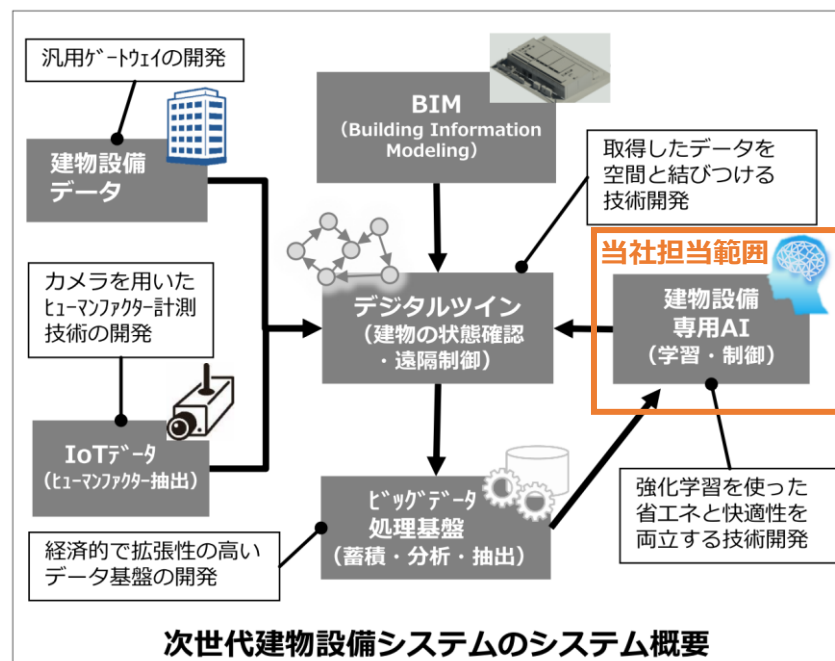 汎用ｹﾞｰﾄｳｪｲの開発
建物設備
データ
BIM
（Building Information
Modeling）
取得したデータを
空間と結びつける
技術開発
当社担当範囲
カメラを用いた
ﾋｭｰﾏﾝﾌｧｸﾀｰ計測
技術の開発
デジタルツイン
（建物の状態確認
・遠隔制御）
建物設備
専用AI
（学習・制御）
IoTﾃﾞｰﾀ
（ﾋｭｰﾏﾝﾌｧｸﾀｰ抽出）
ﾋﾞｯｸﾞﾃﾞｰﾀ
処理基盤
（蓄積・分析・抽出）
強化学習を使った
省エネと快適性を
両立する技術開発
経済的で拡張性の高い
データ基盤の開発
次世代建物設備システムのシステム概要